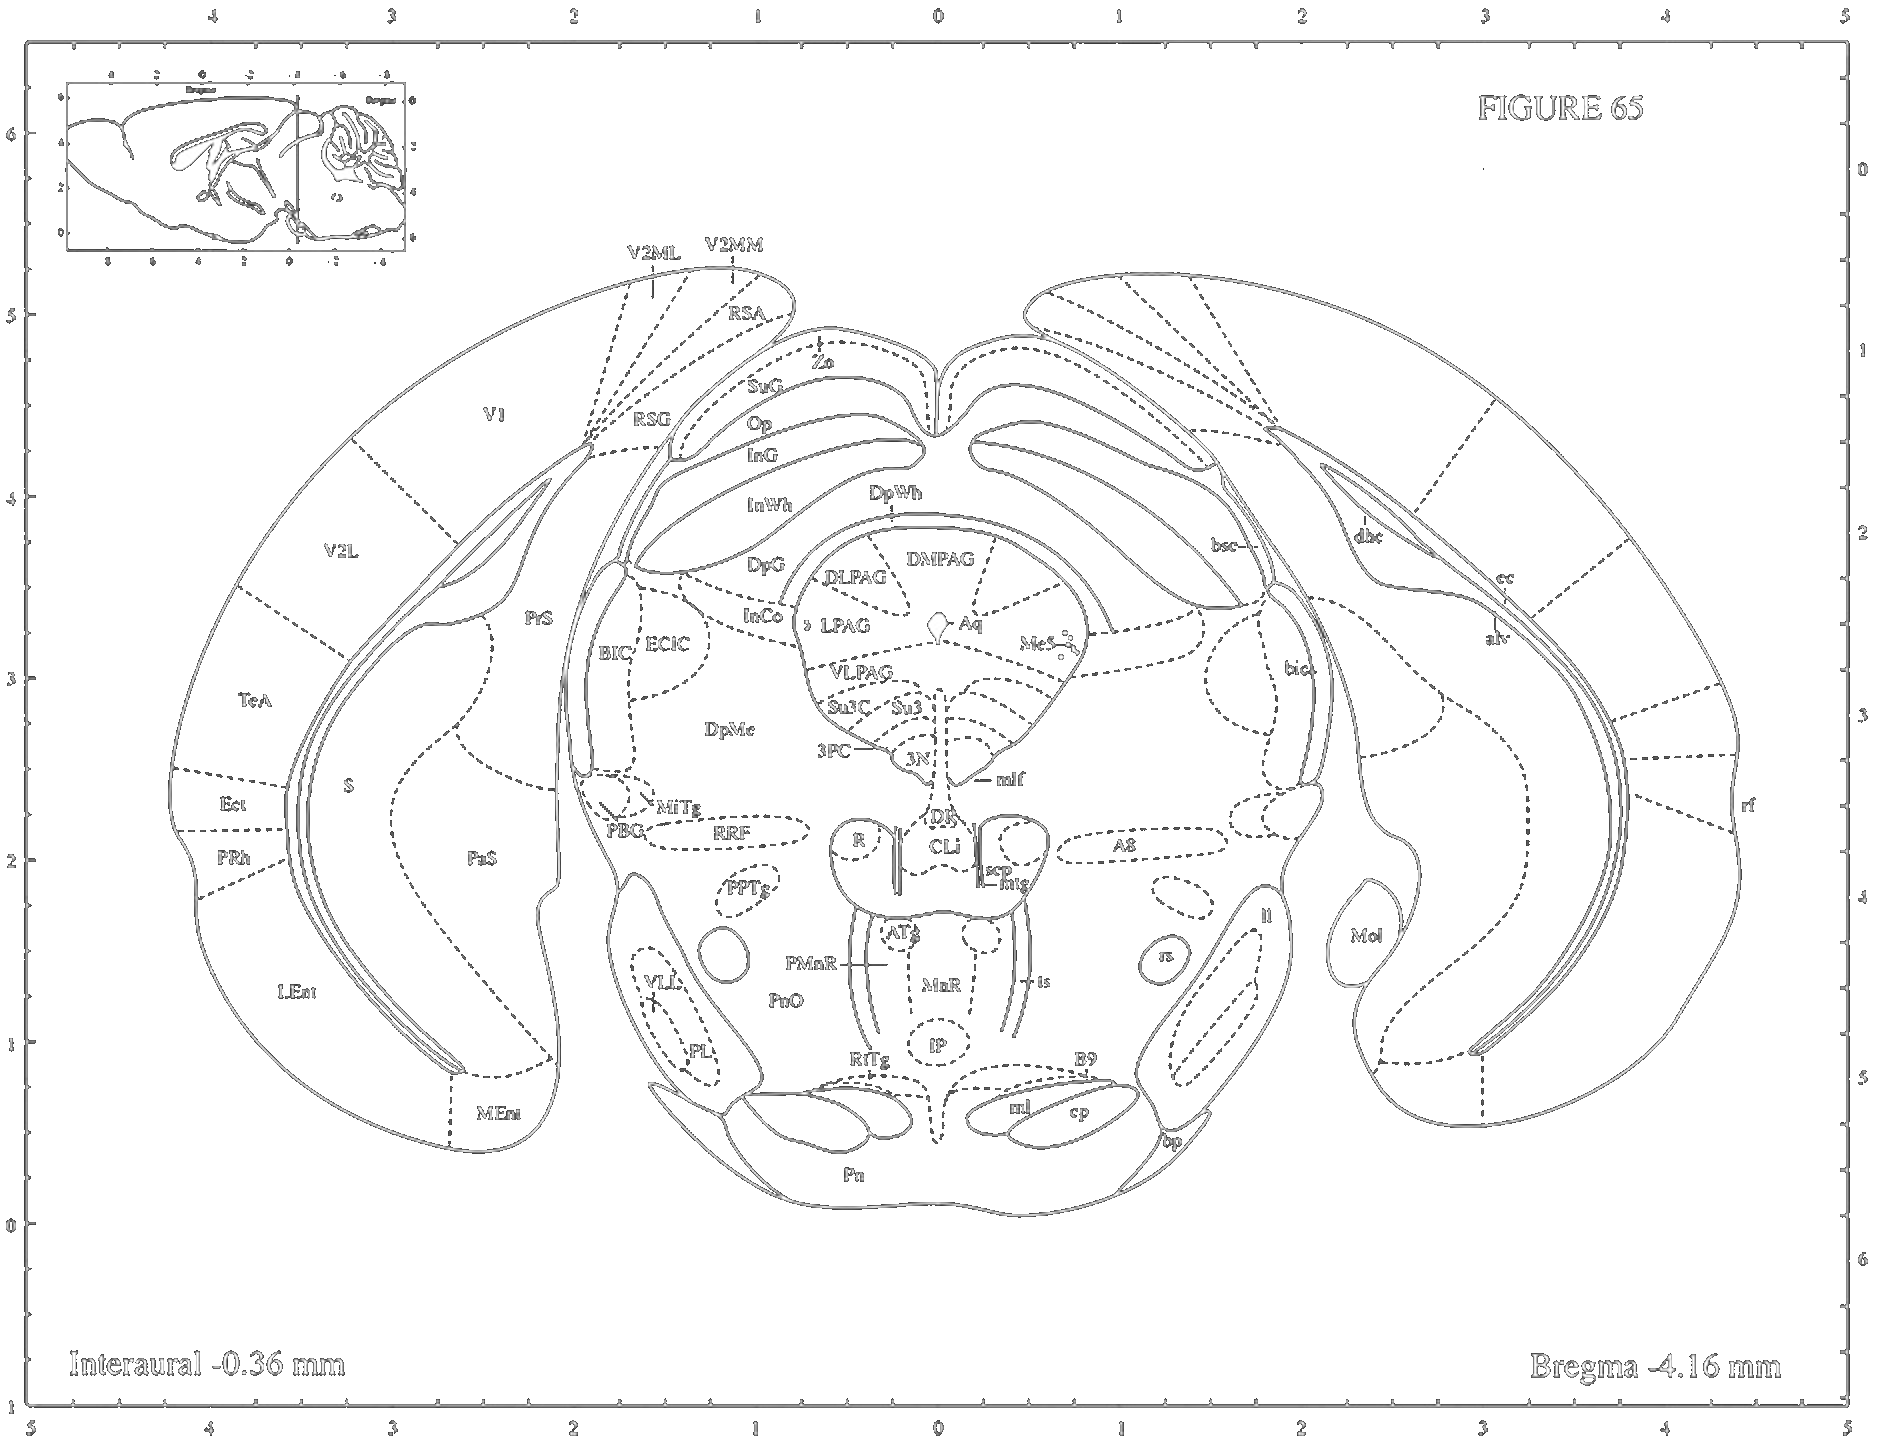 4 3 2 1 0 1 2 3 4 5
FIGURE 65
Bregma
Bregma
6
5
4
3
2
1
0
1
0
1
2
3
4
5
6
V2ML V2MM
RSA
Zo
SuG
V1 RSG
Op
InG
InWh DpWh
V2L bsc dhc
DpG DLPAG DMPAG
cc
PrS InCo 5 LPAG Aq
alv
BIC ECIC Me5
VLPAG bic
TeA
Su3C Su3
DpMe
3PC 3N
S mlf
Ect MiTg rf
DR
PBG RRF
R CLi A8
PRh PaS
scp
PPTg mtg
ll
ATg Mol
PMnR rs
VLL MnR ts
LEnt PnO
IP
PL RtTg B9
MEnt ml cp
bp
Pn
Interaural -0.36 mm Bregma -4.16 mm
5 4 3 2 1 0 1 2 3 4 5